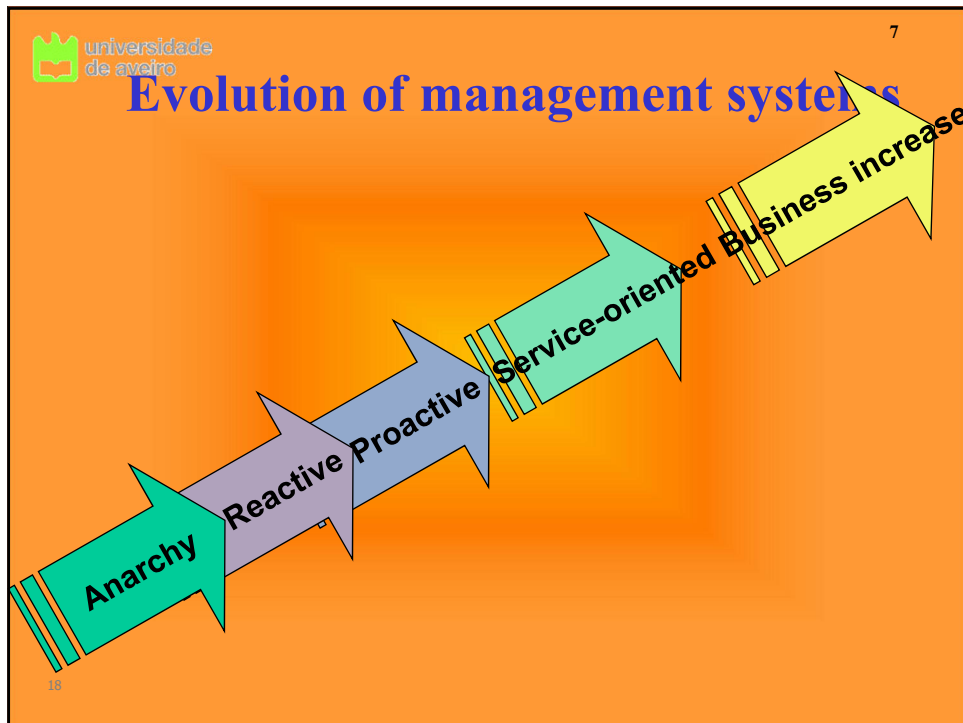 7
universidade
de aveiro
Evolution of management systems
Business increase
Service-oriented
Proactive
Reactive
Anarchy
18